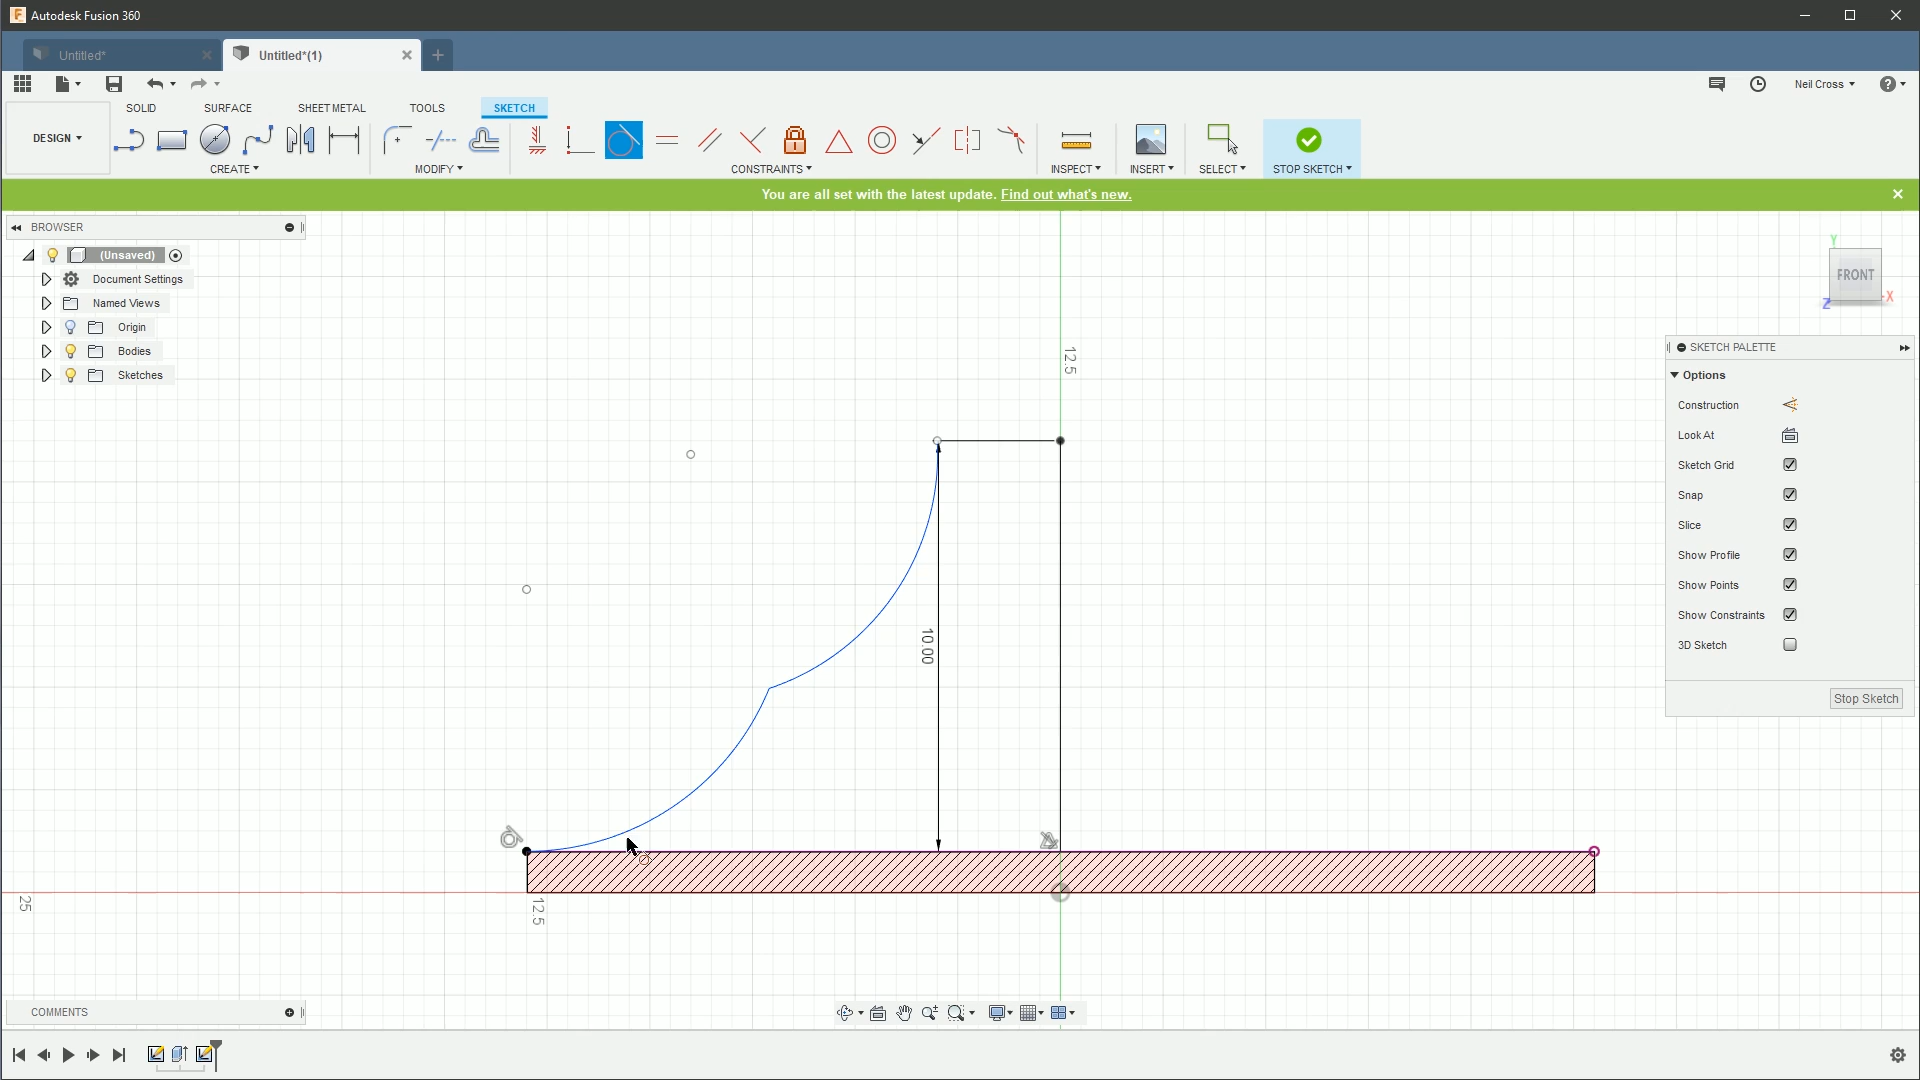 Autodesk Fusion 360
Untitled*
Untitled*(1)
Neil Cross
DESIGN
SOLID
SURFACE
SHEET METAL
TOOLS
SKETCH
CREATE
MODIFY
CONSTRAINTS
INSPECT
INSERT
SELECT
STOP SKETCH
You are all set with the latest update. Find out what's new.
BROWSER
(Unsaved)
Document Settings
Named Views
Origin
Bodies
Sketches
Y
FRONT
Z
X
12.5
10.00
25
12.5
SKETCH PALETTE
Options
Construction
Look At
Sketch Grid
Snap
Slice
Show Profile
Show Points
Show Constraints
3D Sketch
Stop Sketch
COMMENTS